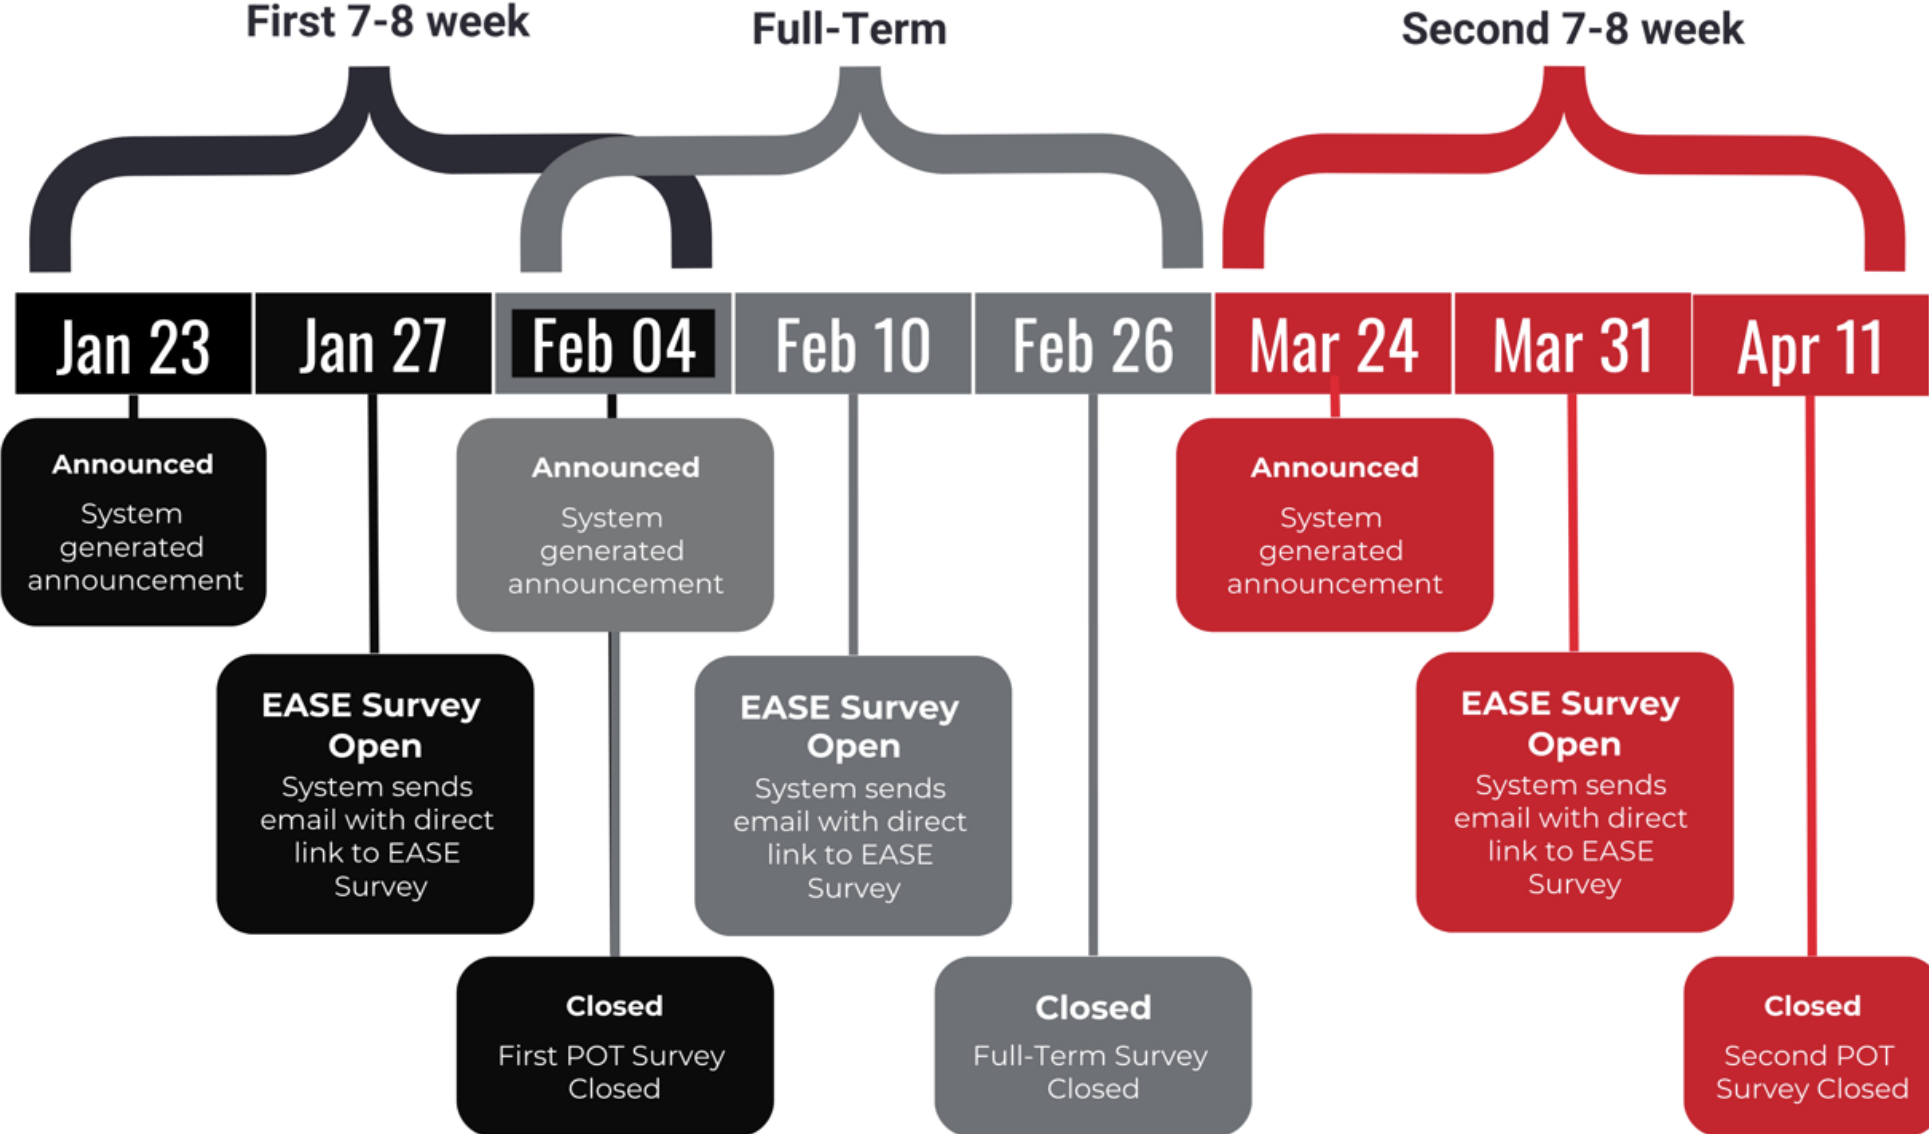 First 7-8 week
Full-Term
Second 7-8 week
Jan 23
Jan 27
Feb 04
Feb 10
Feb 26
Mar 24
Mar 31
Apr 11
Announced
System
generated
announcement
Announced
System
generated
announcement
Announced
System
generated
announcement
EASE Survey
Open
System sends
email with direct
link to EASE
Survey
EASE Survey
Open
System sends
email with direct
link to EASE
Survey
EASE Survey
Open
System sends
email with direct
link to EASE
Survey
Closed
First POT Survey
Closed
Closed
Full-Term Survey
Closed
Closed
Second POT
Survey Closed